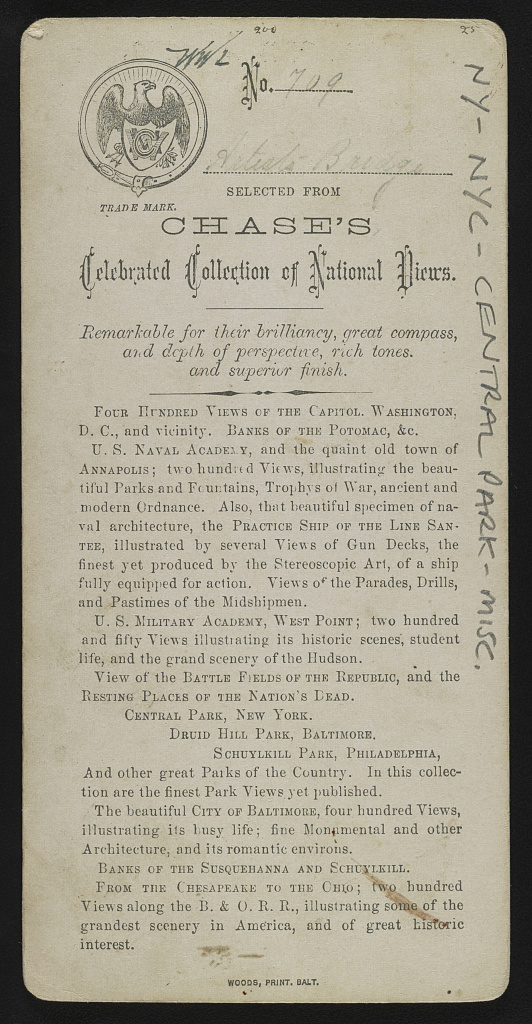 200
25
No. 709
Artist's Bridge
SELECTED FROM
TRADE MARK.
CHASE'S
Celebrated Collection of National Views.
Remarkable for their brilliancy, great compass,
and depth of perspective, rich tones.
and superior finish.
FOUR HUNDRED VIEWS OF THE CAPITOL. WASHINGTON,
D. C., and vicinity. BANKS OF THE POTOMAC, &c.
U. S. NAVAL ACADEMY, and the quaint old town of
ANNAPOLIS; two hundred Views, illustrating the beau-
tiful Parks and Fountains, Trophys of War, ancient and
modern Ordnance. Also, that beautiful specimen of na-
val architecture, the PRACTICE SHIP OF THE LINE SAN-
TEE, illustrated by several Views of Gun Decks, the
finest yet produced by the Stereoscopic Art, of a ship
fully equipped for action. Views of the Parades, Drills,
and Pastimes of the Midshipmen.
U. S. MILITARY ACADEMY, WEST POINT; two hundred
and fifty Views illustrating its historic scenes, student
life, and the grand scenery of the Hudson.
View of the BATTLE FIELDS OF THE REPUBLIC, and the
RESTING PLACES OF THE NATION'S DEAD.
CENTRAL PARK, NEW YORK.
DRUID HILL PARK, BALTIMORE.
SCHUYLKILL PARK, PHILADELPHIA,
And other great Parks of the Country. In this collec-
tion are the finest Park Views yet published.
The beautiful CITY OF BALTIMORE, four hundred Views,
illustrating its busy life; fine Monumental and other
Architecture, and its romantic environs.
BANKS OF THE SUSQUEHANNA AND SCHUYLKILL.
FROM THE CHESAPEAKE TO THE OHIO; two hundred
Views along the B. & O. R. R., illustrating some of the
grandest scenery in America, and of great historic
interest.
WOODS, PRINT. BALT.
NY - NYC - CENTRAL PARK - MISC.